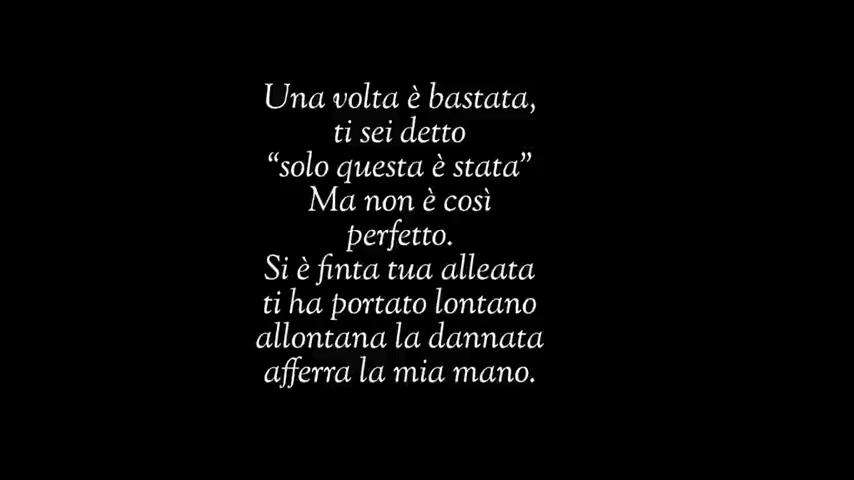 Una volta è bastata,
ti sei detto
“solo questa è stata”
Ma non è così
perfetto.
Si è finta tua alleata
ti ha portato lontano
allontana la dannata
afferra la mia mano.